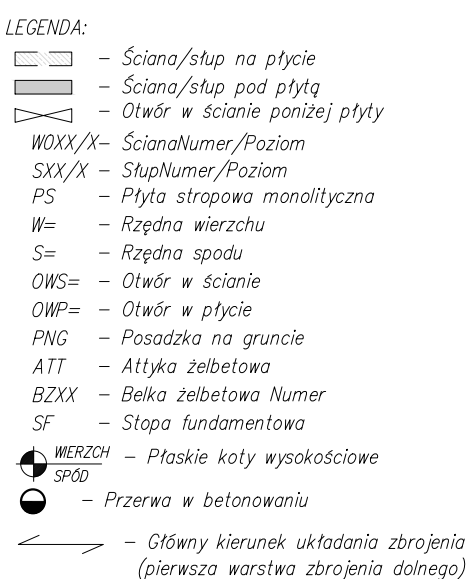 LEGENDA:
– Ściana/słup na płycie
– Ściana/słup pod płytą
– Otwór w ścianie poniżej płyty
WOXX/X– ŚcianaNumer/Poziom
SXX/X – SłupNumer/Poziom
PS – Płyta stropowa monolityczna
W= – Rzędna wierzchu
S= – Rzędna spodu
OWS= – Otwór w ścianie
OWP= – Otwór w płycie
PNG – Posadzka na gruncie
ATT – Attyka żelbetowa
BZXX – Belka żelbetowa Numer
SF – Stopa fundamentowa
WIERZCH – Płaskie koty wysokościowe
SPÓD
– Przerwa w betonowaniu
– Główny kierunek układania zbrojenia
(pierwsza warstwa zbrojenia dolnego)